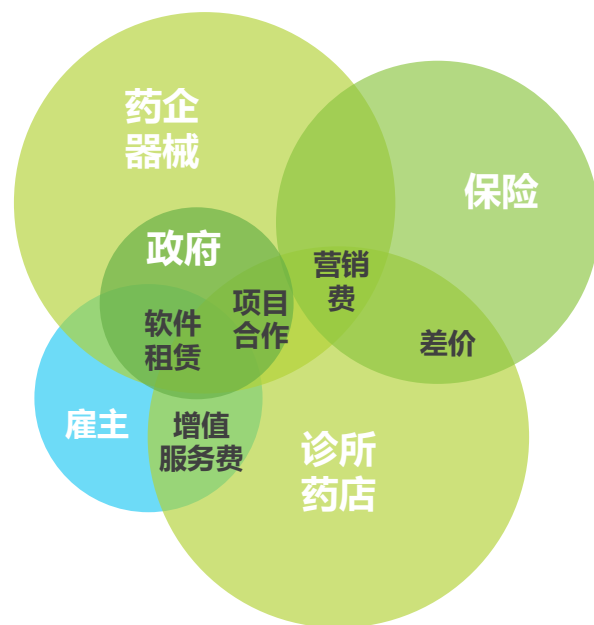 药企
器械
保险
政府
营销
费
项目
合作
软件
租赁
差价
雇主
增值
服务费
诊所
药店